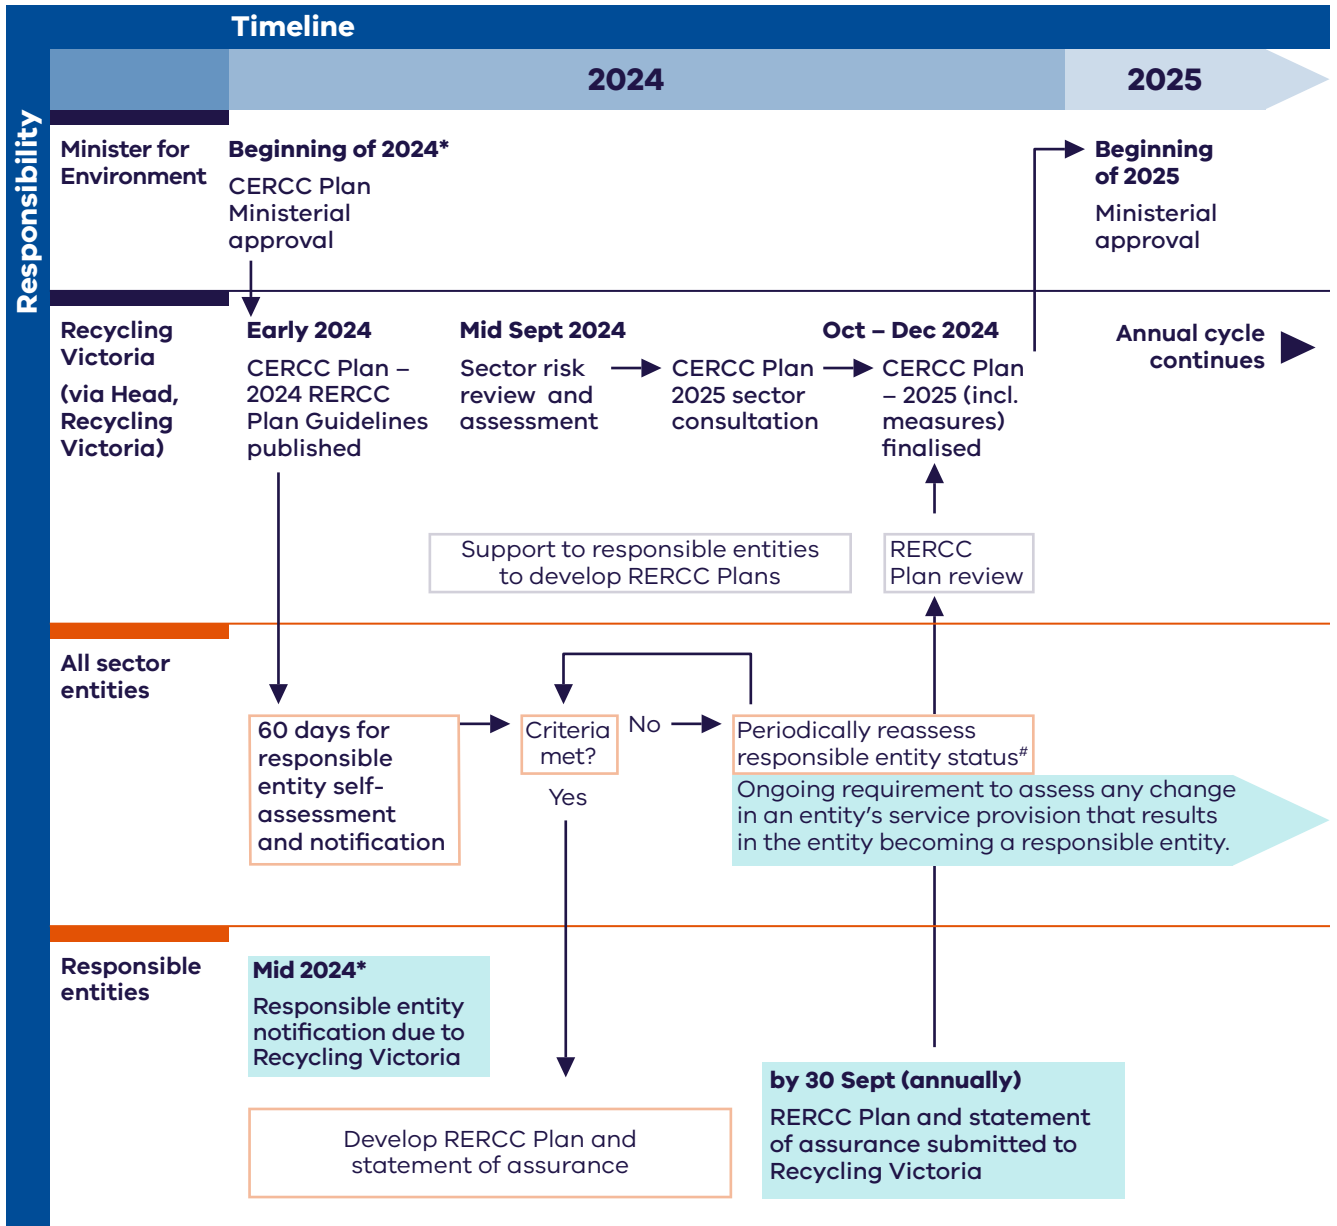 Timeline
Responsibility
2024
2025
Minister for
Environment
Beginning of 2024*
CERCC Plan
Ministerial
approval
Beginning
of 2025
Ministerial
approval
Recycling
Victoria
(via Head,
Recycling
Victoria)
Early 2024
CERCC Plan –
2024 RERCC
Plan Guidelines
published
Mid Sept 2024
Sector risk
review and
assessment
CERCC Plan
2025 sector
consultation
Oct – Dec 2024
CERCC Plan
– 2025 (incl.
measures)
finalised
Annual cycle
continues
Support to responsible entities
to develop RERCC Plans
RERCC
Plan review
All sector
entities
60 days for
responsible
entity self-
assessment
and notification
Criteria
met?
No
Yes
Periodically reassess
responsible entity status#
Ongoing requirement to assess any change
in an entity’s service provision that results
in the entity becoming a responsible entity.
Responsible
entities
Mid 2024*
Responsible entity
notification due to
Recycling Victoria
Develop RERCC Plan and
statement of assurance
by 30 Sept (annually)
RERCC Plan and statement
of assurance submitted to
Recycling Victoria